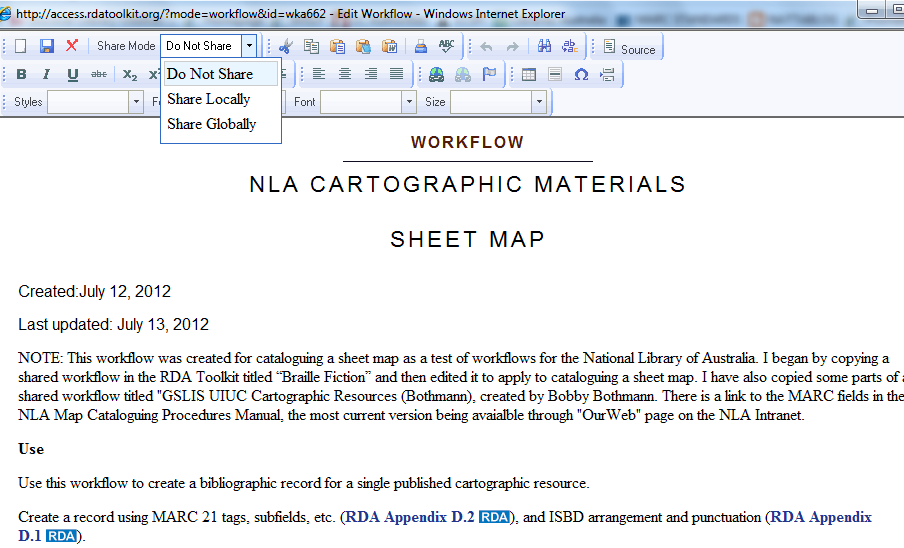 http://access.rdatoolkit.org/?mode=workflow&id=wka662 - Edit Workflow - Windows Internet Explorer
Share Mode Do Not Share Source
B I U abc X2
Do Not Share
Share Locally
Share Globally
Styles Font Size
WORKFLOW
NLA CARTOGRAPHIC MATERIALS
SHEET MAP
Created:July 12, 2012
Last updated: July 13, 2012
NOTE: This workflow was created for cataloguing a sheet map as a test of workflows for the National Library of Australia. I began by copying a
shared workflow in the RDA Toolkit titled “Braille Fiction” and then edited it to apply to cataloguing a sheet map. I have also copied some parts of a
shared workflow titled "GSLIS UIUC Cartographic Resources (Bothmann), created by Bobby Bothmann. There is a link to the MARC fields in the
NLA Map Cataloguing Procedures Manual, the most current version being avaialble through "OurWeb" page on the NLA Intranet.
Use
Use this workflow to create a bibliographic record for a single published cartographic resource.
Create a record using MARC 21 tags, subfields, etc. (RDA Appendix D.2 RDA), and ISBD arrangement and punctuation (RDA Appendix
D.1 RDA).